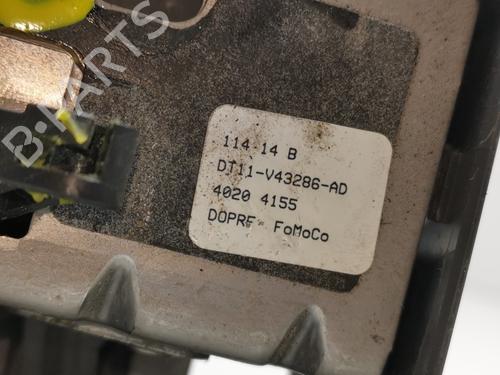 B-PARTS
114 14 B
DT11-V43286-AD
4020 4155
DOPRF FoMoCo